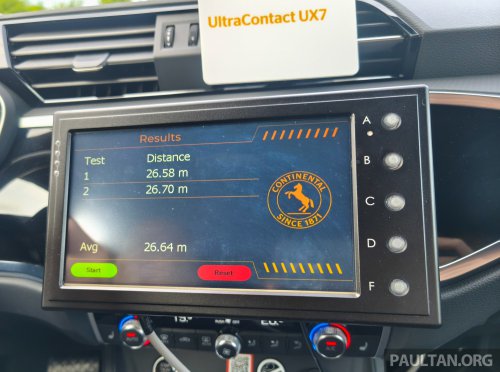 UltraContact UX7
Results
Test Distance
1 26.58 m
2 26.70 m
Avg 26.64 m
Start Reset
CONTINENTAL
SINCE 1871
A
B
C
D
F
AUTO
A/C
PAULTAN.ORG